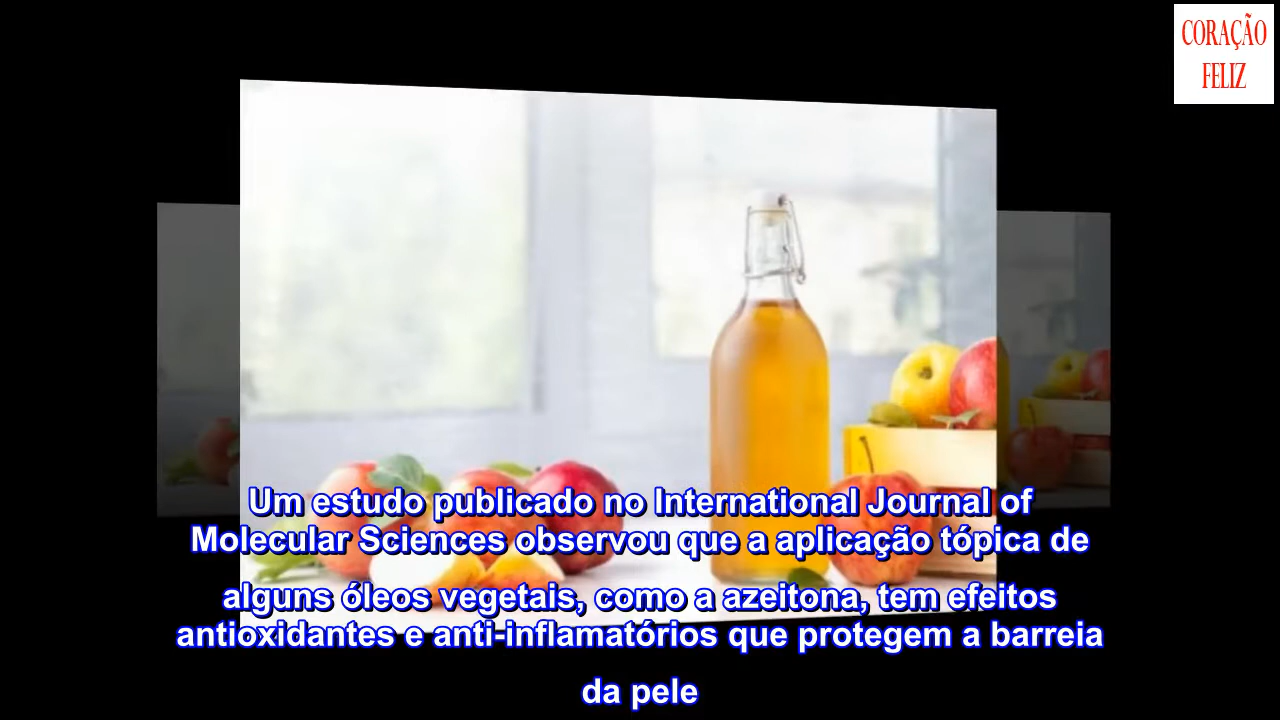 CORAÇÃO
FELIZ
Um estudo publicado no International Journal of
Molecular Sciences observou que a aplicação tópica de
alguns óleos vegetais, como a azeitona, tem efeitos
antioxidantes e anti-inflamatórios que protegem a barreia
da pele